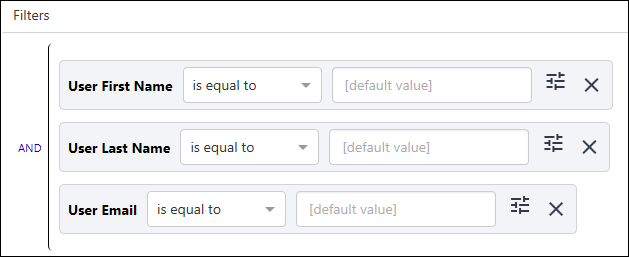 Filters
User First Name is equal to [default value]
AND
User Last Name is equal to [default value]
User Email is equal to [default value]